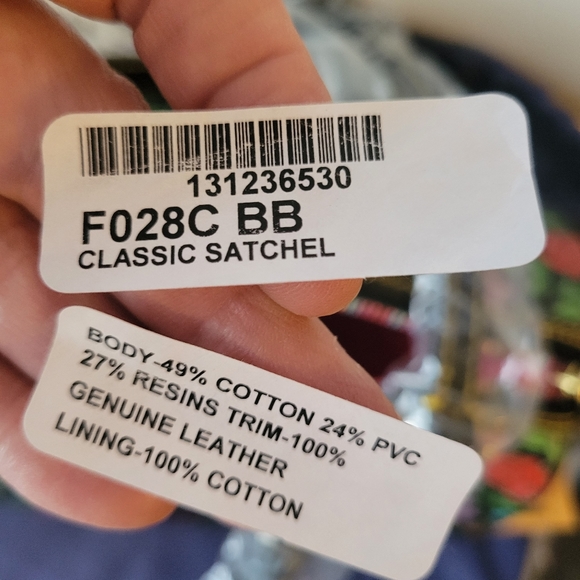 131236530
F028C BB
CLASSIC SATCHEL
BODY-49% COTTON 24% PVC
27% RESINS TRIM-100%
GENUINE LEATHER
LINING-100% COTTON